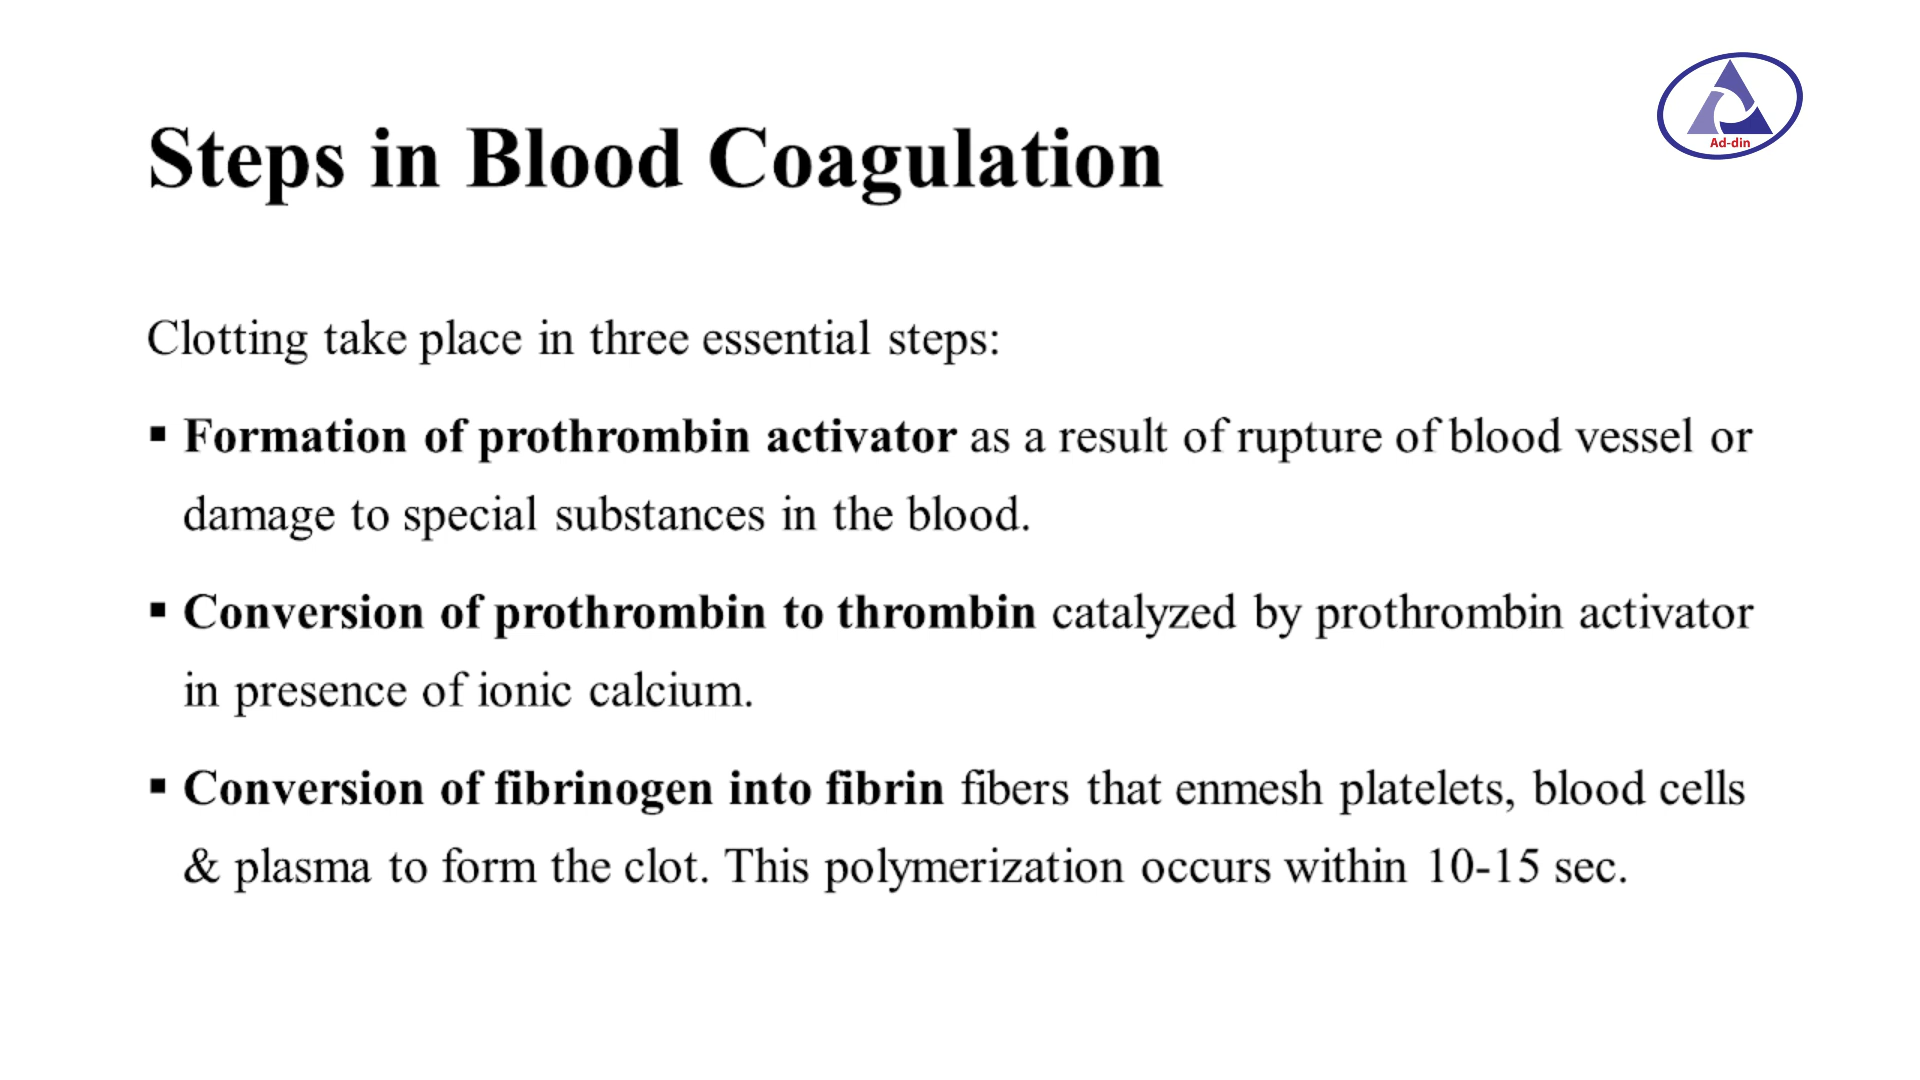 Ad-din
Steps in Blood Coagulation
Clotting take place in three essential steps:
▪ Formation of prothrombin activator as a result of rupture of blood vessel or
damage to special substances in the blood.
▪ Conversion of prothrombin to thrombin catalyzed by prothrombin activator
in presence of ionic calcium.
▪ Conversion of fibrinogen into fibrin fibers that enmesh platelets, blood cells
& plasma to form the clot. This polymerization occurs within 10-15 sec.